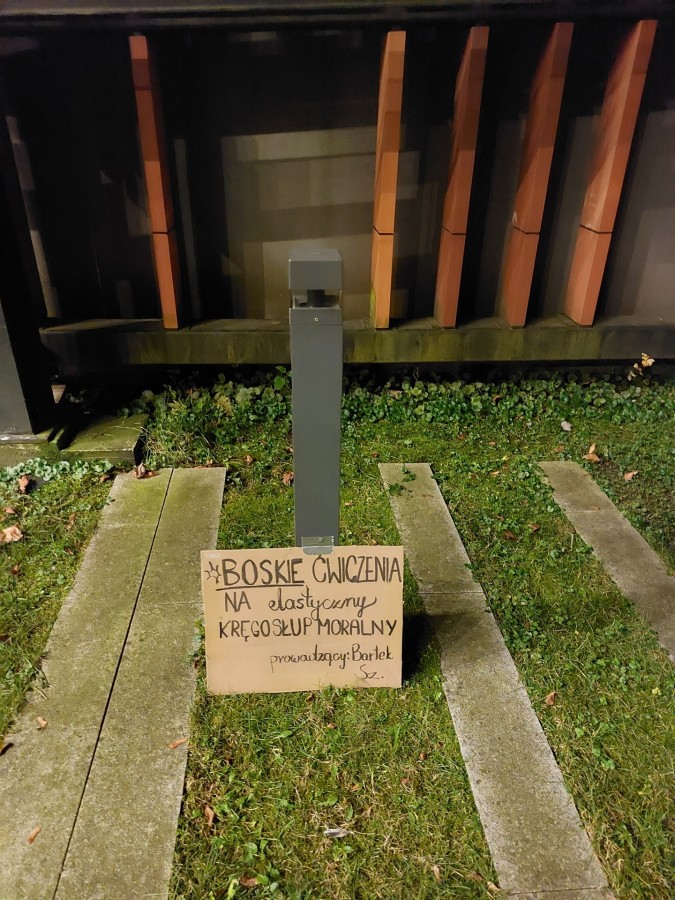 BOSKIE ĆWICZENIA
NA elastyczny
KRĘGOSŁUP MORALNY
prowadzący: Bartek
Sz.